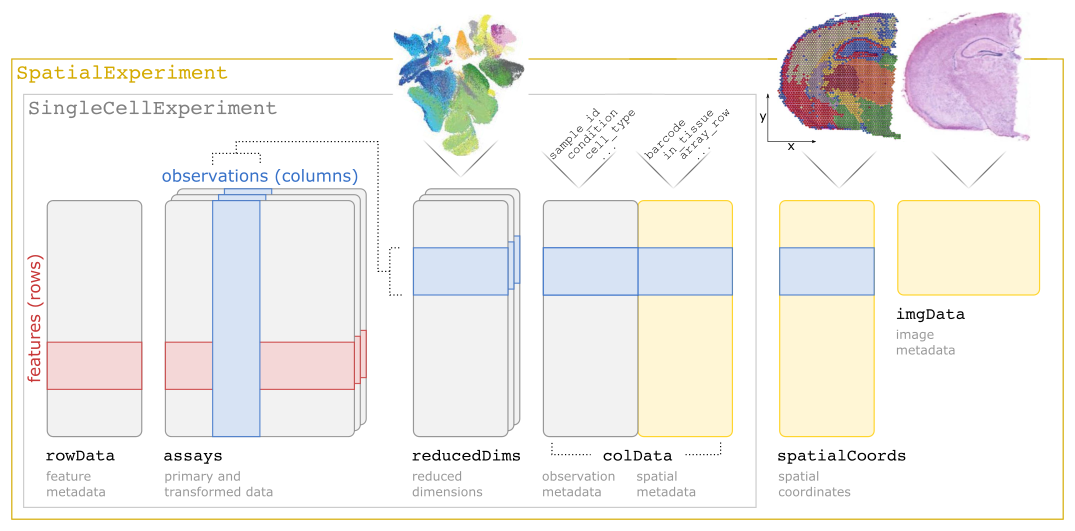 SpatialExperiment
SingleCellExperiment
sample_id
condition
cell_type
...
barcode
in_tissue
array_row
...
y
x
observations (columns)
features (rows)
rowData
feature
metadata
assays
primary and
transformed data
reducedDims
reduced
dimensions
colData
observation
metadata
spatial
metadata
spatialCoords
spatial
coordinates
imgData
image
metadata